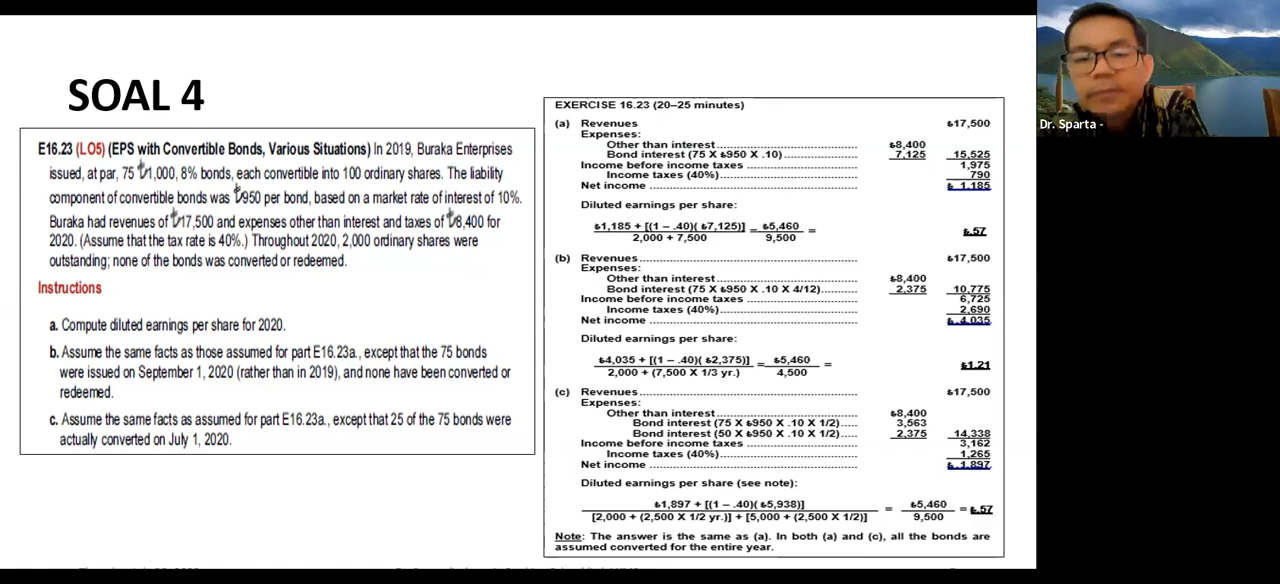 SOAL 4
E16.23 (LO5) (EPS with Convertible Bonds, Various Situations) In 2019, Buraka Enterprises
issued, at par, 75 ₺1,000, 8% bonds, each convertible into 100 ordinary shares. The liability
component of convertible bonds was ₺950 per bond, based on a market rate of interest of 10%.
Buraka had revenues of ₺17,500 and expenses other than interest and taxes of ₺8,400 for
2020. (Assume that the tax rate is 40%.) Throughout 2020, 2,000 ordinary shares were
outstanding; none of the bonds was converted or redeemed.
Instructions
a. Compute diluted earnings per share for 2020.
b. Assume the same facts as those assumed for part E16.23a., except that the 75 bonds
were issued on September 1, 2020 (rather than in 2019), and none have been converted or
redeemed.
c. Assume the same facts as assumed for part E16.23a., except that 25 of the 75 bonds were
actually converted on July 1, 2020.
EXERCISE 16.23 (20–25 minutes)
(a) Revenues ₺17,500
Expenses:
Other than interest.................... ₺8,400
Bond interest (75 X ₺950 X .10).................... 7,125 15,525
Income before income taxes .................... 1,975
Income taxes (40%).................... 790
Net income .................... ₺ 1,185
Diluted earnings per share:
₺1,185 + [(1 – .40)( ₺7,125)] = ₺5,460 = ₺.57
2,000 + 7,500 9,500
(b) Revenues.................... ₺17,500
Expenses:
Other than interest.................... ₺8,400
Bond interest (75 X ₺950 X .10 X 4/12)........... 2,375 10,775
Income before income taxes .................... 6,725
Income taxes (40%).................... 2,690
Net income .................... ₺ 4,035
Diluted earnings per share:
₺4,035 + [(1 – .40)( ₺2,375)] = ₺5,460 = ₺1.21
2,000 + (7,500 X 1/3 yr.) 4,500
(c) Revenues.................... ₺17,500
Expenses:
Other than interest.................... ₺8,400
Bond interest (75 X ₺950 X .10 X 1/2)..... 3,563
Bond interest (50 X ₺950 X .10 X 1/2)..... 2,375 14,338
Income before income taxes .................... 3,162
Income taxes (40%).................... 1,265
Net income .................... ₺ 1,897
Diluted earnings per share (see note):
₺1,897 + [(1 – .40)( ₺5,938)] = ₺5,460 = ₺.57
[2,000 + (2,500 X 1/2 yr.)] + [5,000 + (2,500 X 1/2)] 9,500
Note: The answer is the same as (a). In both (a) and (c), all the bonds are
assumed converted for the entire year.
Dr. Sparta -